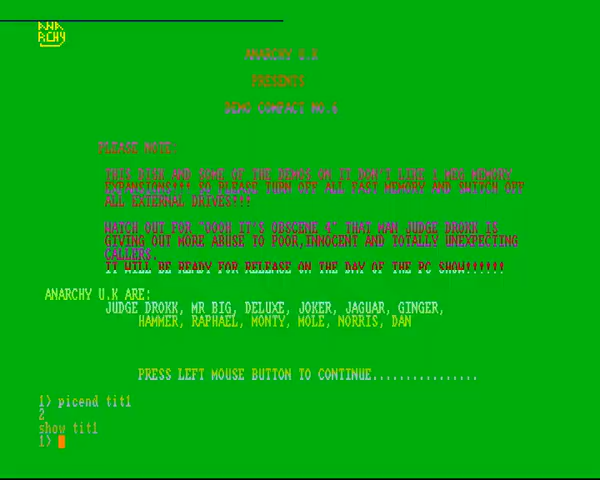 ANA
RCHY
ANARCHY U.K
PRESENTS
DEMO COMPACT NO.6
PLEASE NOTE:
THIS DISK AND SOME OF THE DEMOS ON IT DON'T LIKE 1 MEG MEMORY
EXPANSIONS!!! SO PLEASE TURN OFF ALL FAST MEMORY AND SWITCH OFF
ALL EXTERNAL DRIVES!!!
WATCH OUT FOR "OOOH IT'S OBSCENE 4" THAT MAN JUDGE DROKK IS
GIVING OUT MORE ABUSE TO POOR,INNOCENT AND TOTALLY UNEXPECTING
CALLERS.
IT WILL BE READY FOR RELEASE ON THE DAY OF THE PC SHOW!!!!!!
ANARCHY U.K ARE:
JUDGE DROKK, MR BIG, DELUXE, JOKER, JAGUAR, GINGER,
HAMMER, RAPHAEL, MONTY, MOLE, NORRIS, DAN
PRESS LEFT MOUSE BUTTON TO CONTINUE................
1) picend tit1
2
show tit1
1)